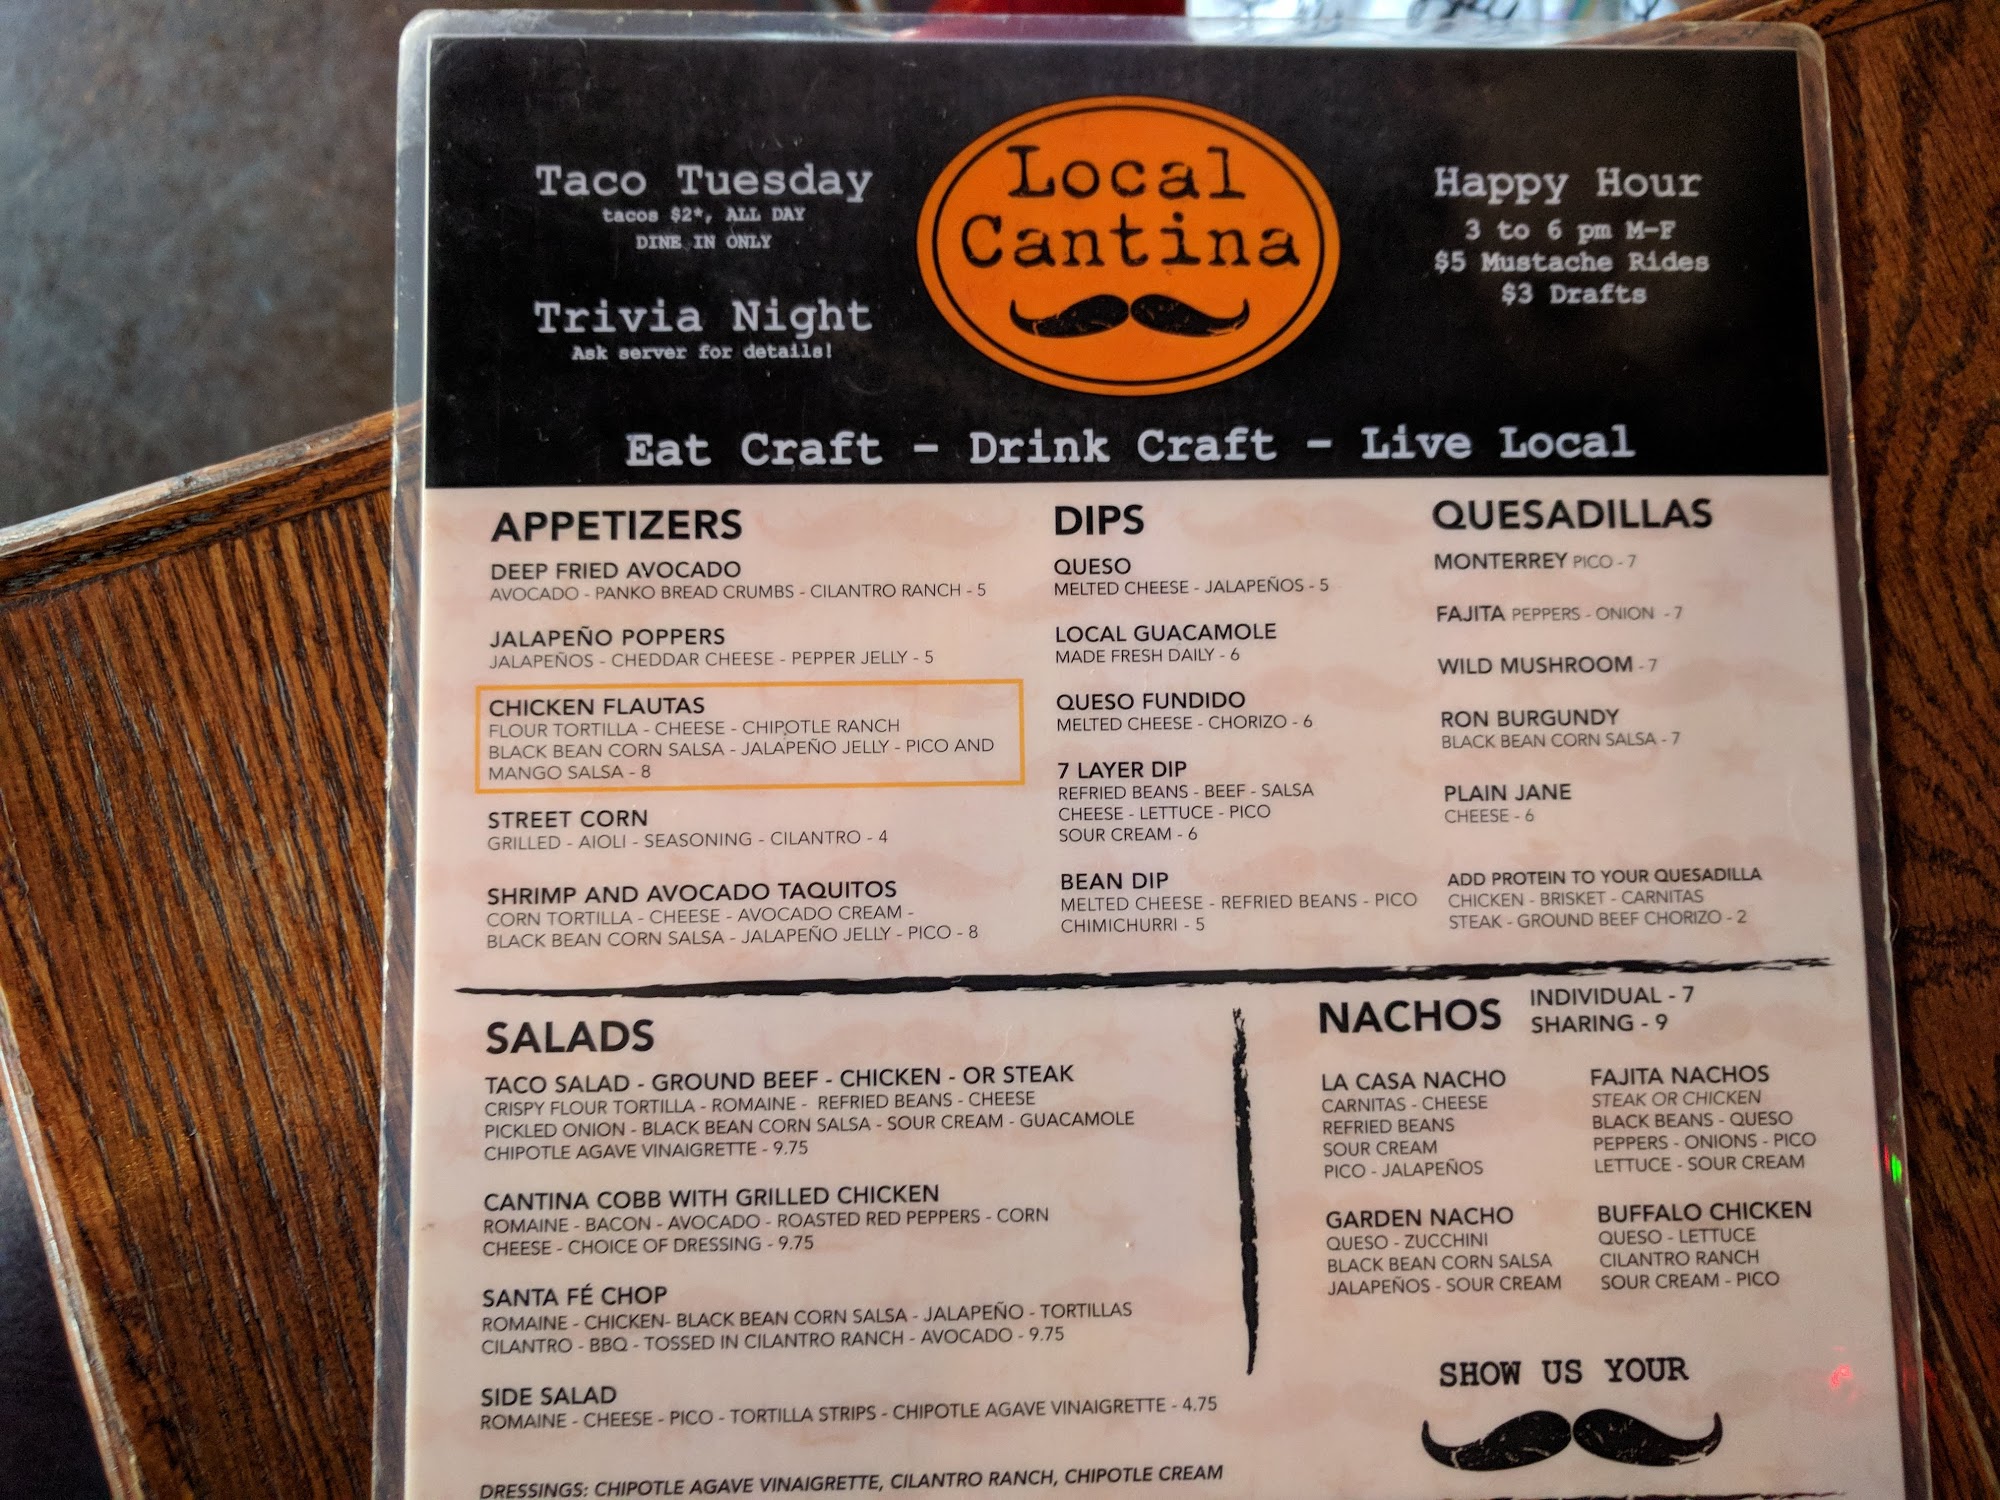 Taco Tuesday
tacos $2*, ALL DAY
DINE IN ONLY
Trivia Night
Ask server for details!
Local
Cantina
Happy Hour
3 to 6 pm M-F
$5 Mustache Rides
$3 Drafts
Eat Craft - Drink Craft - Live Local
APPETIZERS
DEEP FRIED AVOCADO
AVOCADO - PANKO BREAD CRUMBS - CILANTRO RANCH - 5
JALAPEÑO POPPERS
JALAPEÑOS - CHEDDAR CHEESE - PEPPER JELLY - 5
CHICKEN FLAUTAS
FLOUR TORTILLA - CHEESE - CHIPOTLE RANCH
BLACK BEAN CORN SALSA - JALAPEÑO JELLY - PICO AND
MANGO SALSA - 8
STREET CORN
GRILLED - AIOLI - SEASONING - CILANTRO - 4
SHRIMP AND AVOCADO TAQUITOS
CORN TORTILLA - CHEESE - AVOCADO CREAM -
BLACK BEAN CORN SALSA - JALAPEÑO JELLY - PICO - 8
DIPS
QUESO
MELTED CHEESE - JALAPEÑOS - 5
LOCAL GUACAMOLE
MADE FRESH DAILY - 6
QUESO FUNDIDO
MELTED CHEESE - CHORIZO - 6
7 LAYER DIP
REFRIED BEANS - BEEF - SALSA
CHEESE - LETTUCE - PICO
SOUR CREAM - 6
BEAN DIP
MELTED CHEESE - REFRIED BEANS - PICO
CHIMICHURRI - 5
QUESADILLAS
MONTERREY PICO - 7
FAJITA PEPPERS - ONION - 7
WILD MUSHROOM - 7
RON BURGUNDY
BLACK BEAN CORN SALSA - 7
PLAIN JANE
CHEESE - 6
ADD PROTEIN TO YOUR QUESADILLA
CHICKEN - BRISKET - CARNITAS
STEAK - GROUND BEEF CHORIZO - 2
SALADS
TACO SALAD - GROUND BEEF - CHICKEN - OR STEAK
CRISPY FLOUR TORTILLA - ROMAINE - REFRIED BEANS - CHEESE
PICKLED ONION - BLACK BEAN CORN SALSA - SOUR CREAM - GUACAMOLE
CHIPOTLE AGAVE VINAIGRETTE - 9.75
CANTINA COBB WITH GRILLED CHICKEN
ROMAINE - BACON - AVOCADO - ROASTED RED PEPPERS - CORN
CHEESE - CHOICE OF DRESSING - 9.75
SANTA FÉ CHOP
ROMAINE - CHICKEN- BLACK BEAN CORN SALSA - JALAPEÑO - TORTILLAS
CILANTRO - BBQ - TOSSED IN CILANTRO RANCH - AVOCADO - 9.75
SIDE SALAD
ROMAINE - CHEESE - PICO - TORTILLA STRIPS - CHIPOTLE AGAVE VINAIGRETTE - 4.75
DRESSINGS: CHIPOTLE AGAVE VINAIGRETTE, CILANTRO RANCH, CHIPOTLE CREAM
NACHOS
INDIVIDUAL - 7
SHARING - 9
LA CASA NACHO
CARNITAS - CHEESE
REFRIED BEANS
SOUR CREAM
PICO - JALAPEÑOS
FAJITA NACHOS
STEAK OR CHICKEN
BLACK BEANS - QUESO
PEPPERS - ONIONS - PICO
LETTUCE - SOUR CREAM
GARDEN NACHO
QUESO - ZUCCHINI
BLACK BEAN CORN SALSA
JALAPEÑOS - SOUR CREAM
BUFFALO CHICKEN
QUESO - LETTUCE
CILANTRO RANCH
SOUR CREAM - PICO
SHOW US YOUR